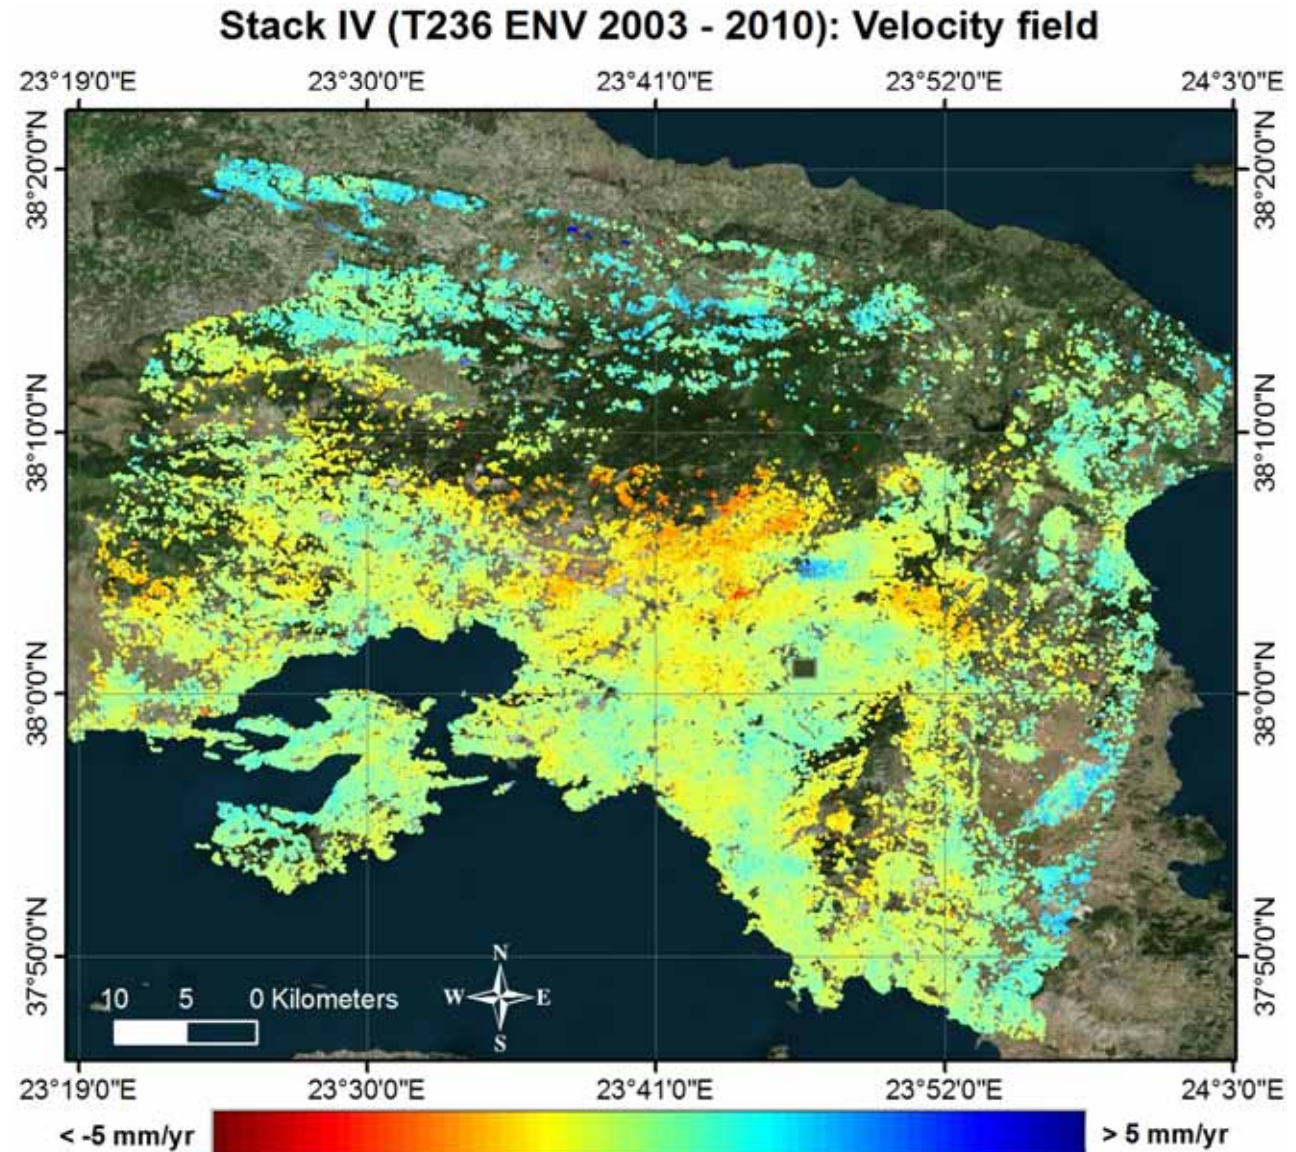 Stack IV (T236 ENV 2003 - 2010): Velocity field
23°19'0"E 23°30'0"E 23°41'0"E 23°52'0"E 24°3'0"E
38°20'0"N 38°20'0"N
38°10'0"N 38°10'0"N
38°0'0"N 38°0'0"N
37°50'0"N 37°50'0"N
N
W E
S
10 5 0 Kilometers
23°19'0"E 23°30'0"E 23°41'0"E 23°52'0"E 24°3'0"E
< -5 mm/yr > 5 mm/yr